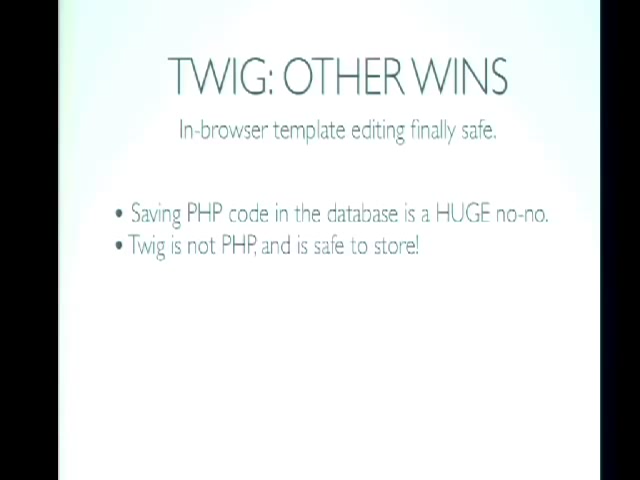 TWIG: OTHER WINS
In-browser template editing finally safe.
• Saving PHP code in the database is a HUGE no-no.
• Twig is not PHP, and is safe to store!